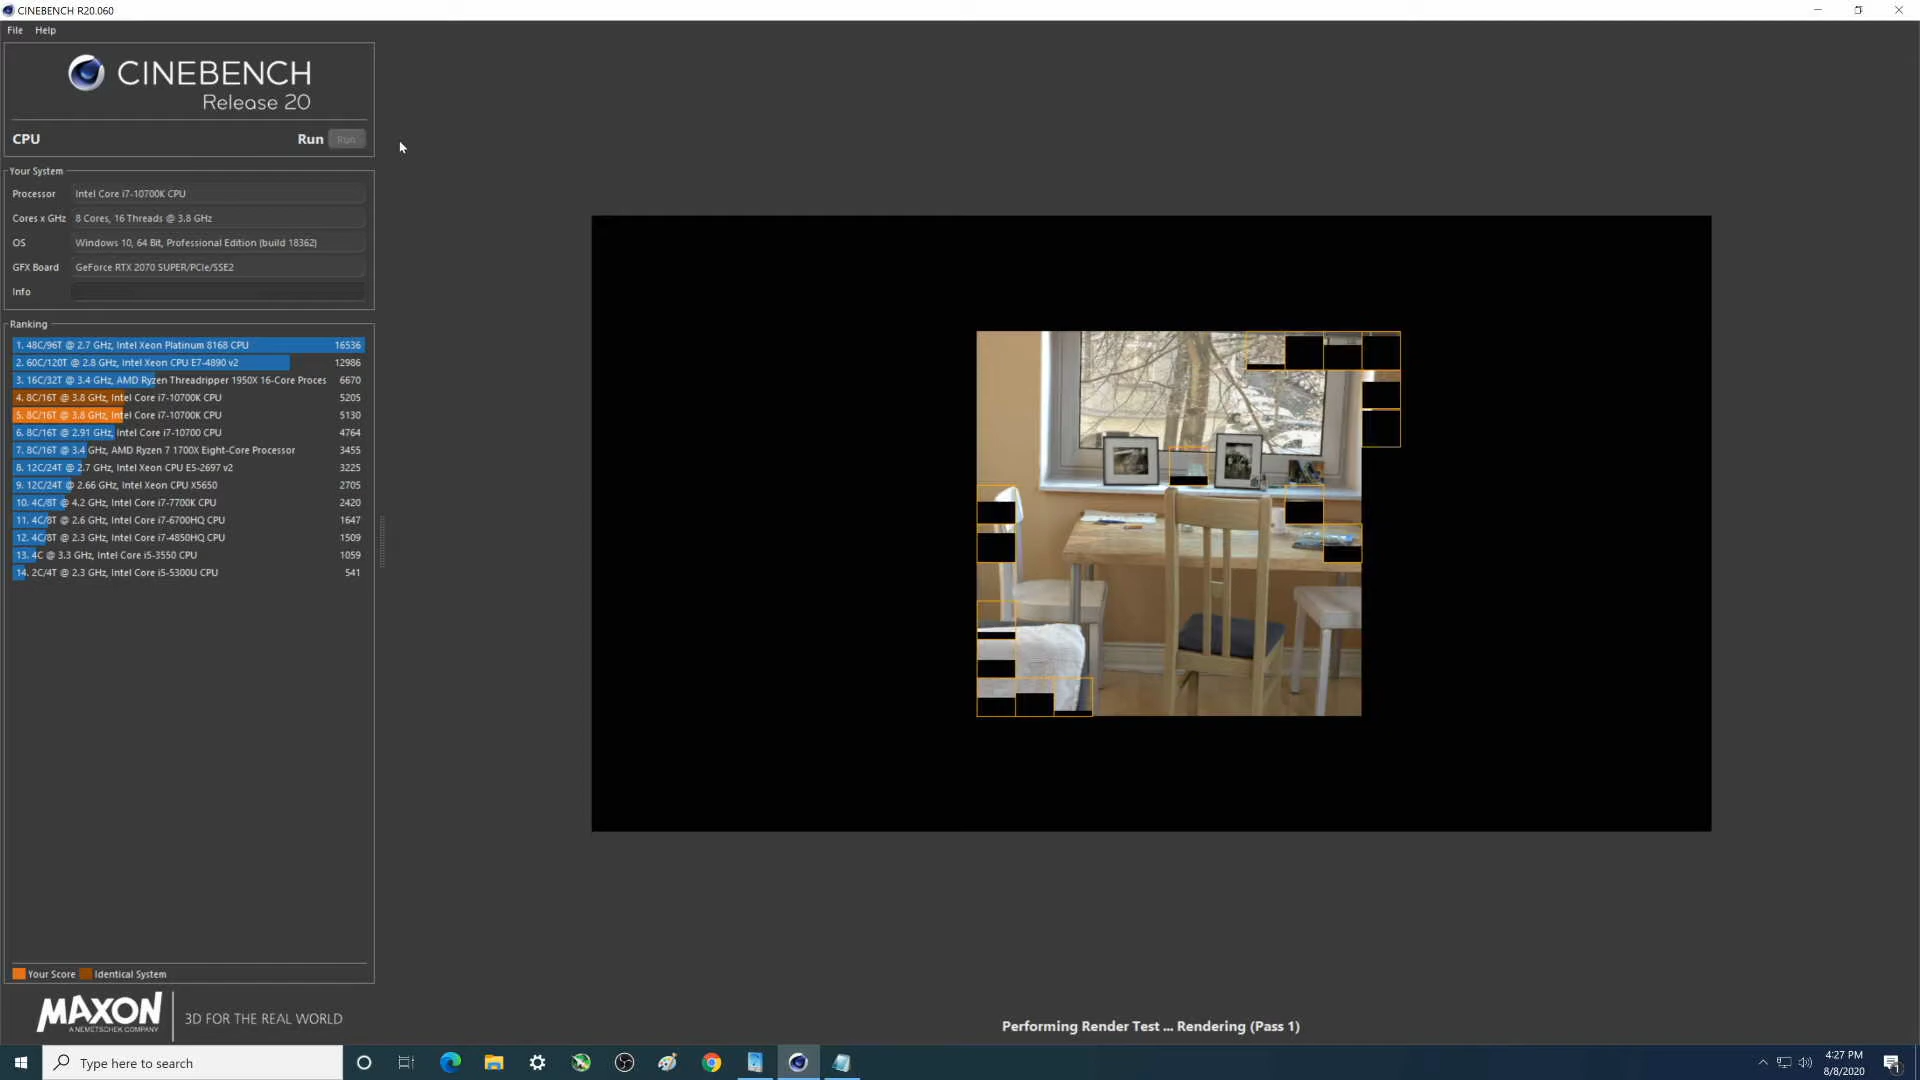 CINEBENCH R20.060
File Help
CINEBENCH
Release 20
CPU Run Run
Your System
Processor Intel Core i7-10700K CPU
Cores x GHz 8 Cores, 16 Threads @ 3.8 GHz
OS Windows 10, 64 Bit, Professional Edition (build 18362)
GFX Board GeForce RTX 2070 SUPER/PCIe/SSE2
Info
Ranking
1. 48C/96T @ 2.7 GHz, Intel Xeon Platinum 8168 CPU 16536
2. 60C/120T @ 2.8 GHz, Intel Xeon CPU E7-4890 v2 12986
3. 16C/32T @ 3.4 GHz, AMD Ryzen Threadripper 1950X 16-Core Proces 6670
4. 8C/16T @ 3.8 GHz, Intel Core i7-10700K CPU 5205
5. 8C/16T @ 3.8 GHz, Intel Core i7-10700K CPU 5130
6. 8C/16T @ 2.91 GHz, Intel Core i7-10700 CPU 4764
7. 8C/16T @ 3.4 GHz, AMD Ryzen 7 1700X Eight-Core Processor 3455
8. 12C/24T @ 2.7 GHz, Intel Xeon CPU E5-2697 v2 3225
9. 12C/24T @ 2.66 GHz, Intel Xeon CPU X5650 2705
10. 4C/8T @ 4.2 GHz, Intel Core i7-7700K CPU 2420
11. 4C/8T @ 2.6 GHz, Intel Core i7-6700HQ CPU 1647
12. 4C/8T @ 2.3 GHz, Intel Core i7-4850HQ CPU 1509
13. 4C @ 3.3 GHz, Intel Core i5-3550 CPU 1059
14. 2C/4T @ 2.3 GHz, Intel Core i5-5300U CPU 541
Your Score Identical System
MAXON
A NEMETSCHEK COMPANY
3D FOR THE REAL WORLD
Performing Render Test ... Rendering (Pass 1)
Type here to search
4:27 PM
8/8/2020
1